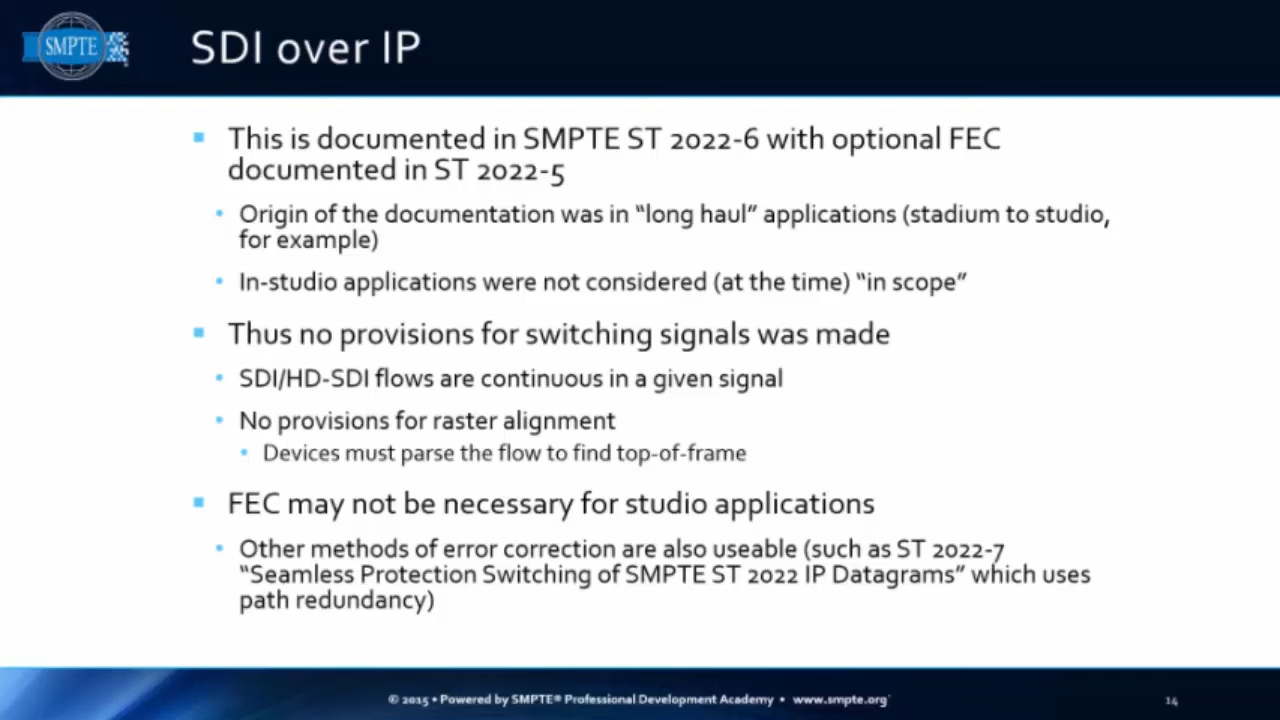 SMPTE
SDI over IP
This is documented in SMPTE ST 2022-6 with optional FEC
documented in ST 2022-5
Origin of the documentation was in “long haul” applications (stadium to studio,
for example)
In-studio applications were not considered (at the time) “in scope”
Thus no provisions for switching signals was made
SDI/HD-SDI flows are continuous in a given signal
No provisions for raster alignment
Devices must parse the flow to find top-of-frame
FEC may not be necessary for studio applications
Other methods of error correction are also useable (such as ST 2022-7
“Seamless Protection Switching of SMPTE ST 2022 IP Datagrams” which uses
path redundancy)
© 2015 • Powered by SMPTE® Professional Development Academy • www.smpte.org
14